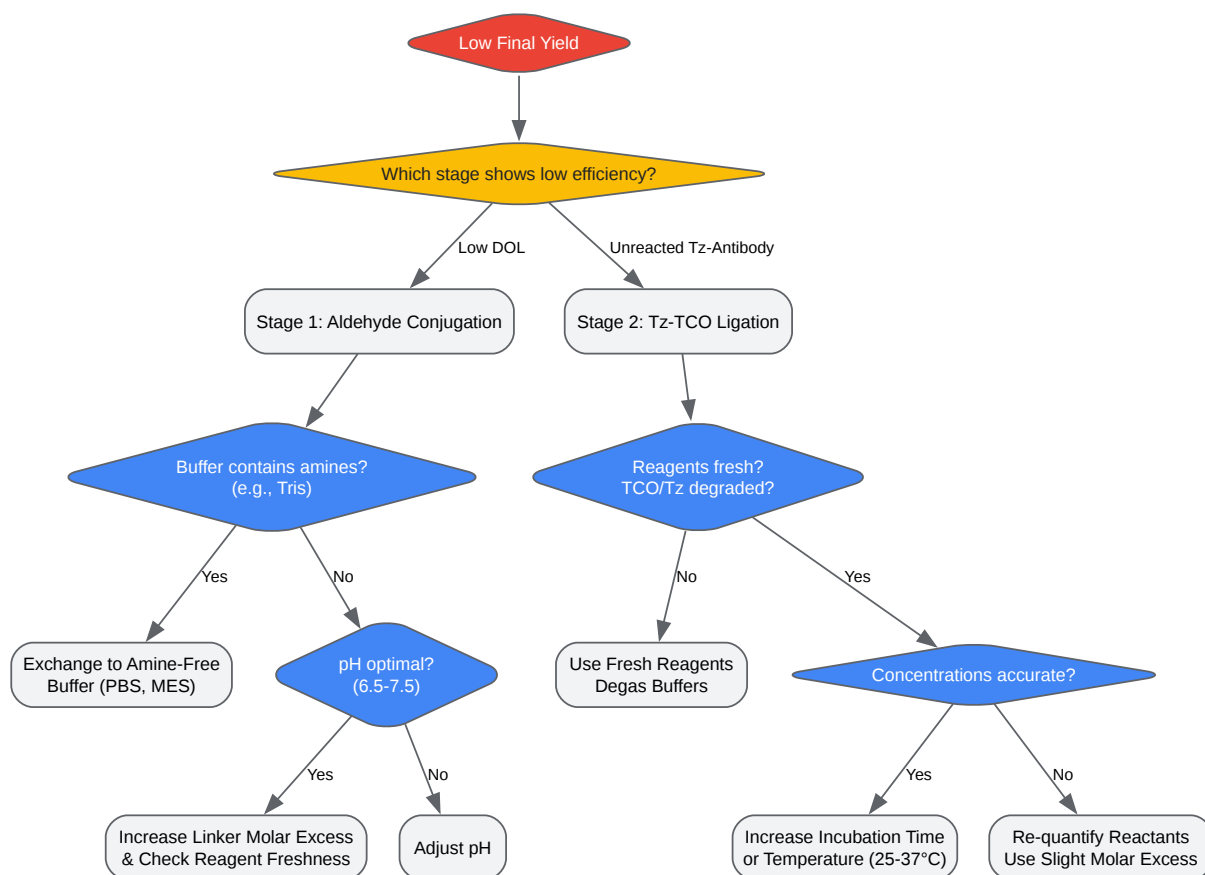 Low Final Yield
Which stage shows low efficiency?
Low DOL
Unreacted Tz-Antibody
Stage 1: Aldehyde Conjugation
Stage 2: Tz-TCO Ligation
Buffer contains amines?
(e.g., Tris)
Reagents fresh?
TCO/Tz degraded?
Yes
No
No
Yes
Exchange to Amine-Free
Buffer (PBS, MES)
pH optimal?
(6.5-7.5)
Use Fresh Reagents
Degas Buffers
Concentrations accurate?
Yes
No
Yes
No
Increase Linker Molar Excess
& Check Reagent Freshness
Adjust pH
Increase Incubation Time
or Temperature (25-37°C)
Re-quantify Reactants
Use Slight Molar Excess